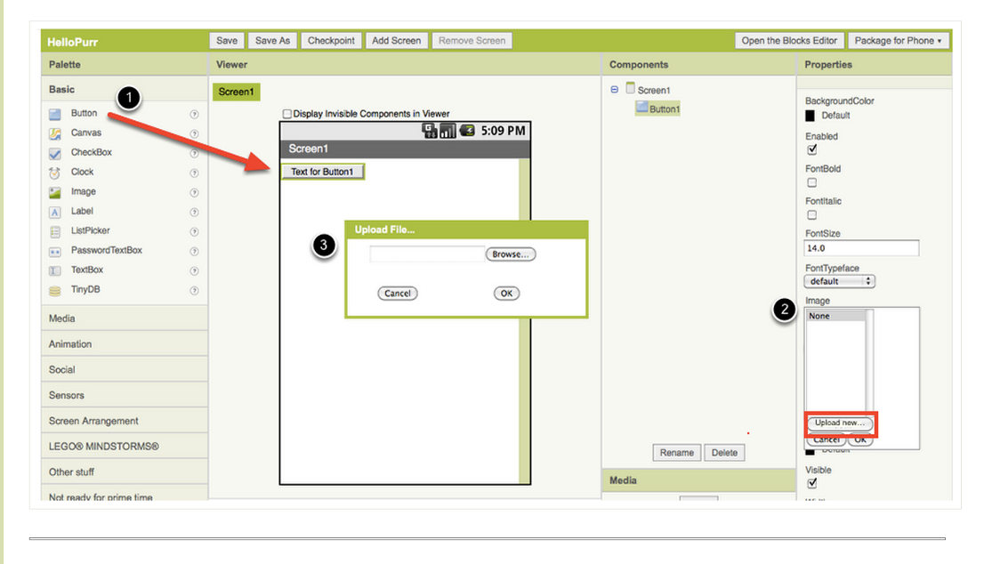 HelloPurr
Save
Save As
Checkpoint
Add Screen
Remove Screen
Open the Blocks Editor
Package for Phone
Palette
Viewer
Components
Properties
Basic
1
Button
Canvas
CheckBox
Clock
Image
Label
ListPicker
PasswordTextBox
TextBox
TinyDB
Media
Animation
Social
Sensors
Screen Arrangement
LEGO® MINDSTORMS®
Other stuff
Not ready for prime time
Screen1
Display Invisible Components in Viewer
5:09 PM
Screen1
Text for Button1
3
Upload File...
Browse...
Cancel
OK
Screen1
Button1
Rename
Delete
Media
BackgroundColor
Default
Enabled
FontBold
FontItalic
FontSize
14.0
FontTypeface
default
Image
2
None
Upload new...
Cancel
OK
Default
Visible